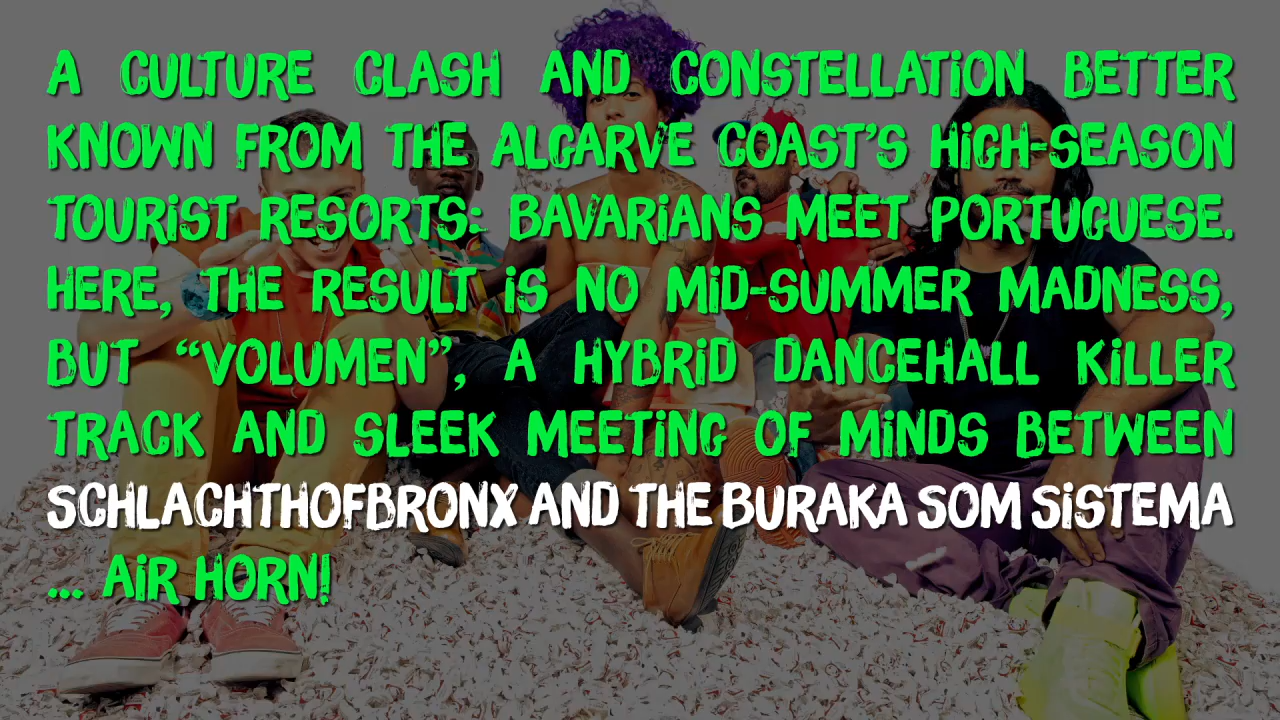 A CULTURE CLASH AND CONSTELLATION BETTER
KNOWN FROM THE ALGARVE COAST'S HIGH-SEASON
TOURIST RESORTS: BAVARIANS MEET PORTUGUESE.
HERE, THE RESULT IS NO MID-SUMMER MADNESS,
BUT “VOLUMEN”, A HYBRID DANCEHALL KILLER
TRACK AND SLEEK MEETING OF MINDS BETWEEN
SCHLACHTHOFBRONX AND THE BURAKA SOM SISTEMA
... AIR HORN!